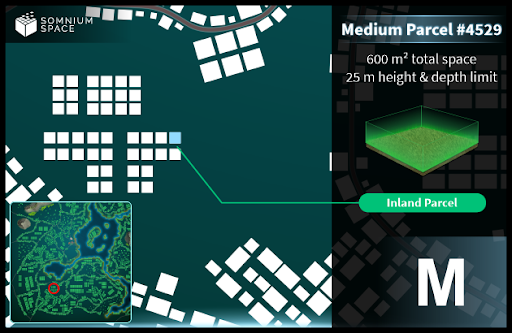 SOMNIUM
SPACE
Medium Parcel #4529
600 m² total space
25 m height & depth limit
Inland Parcel
M